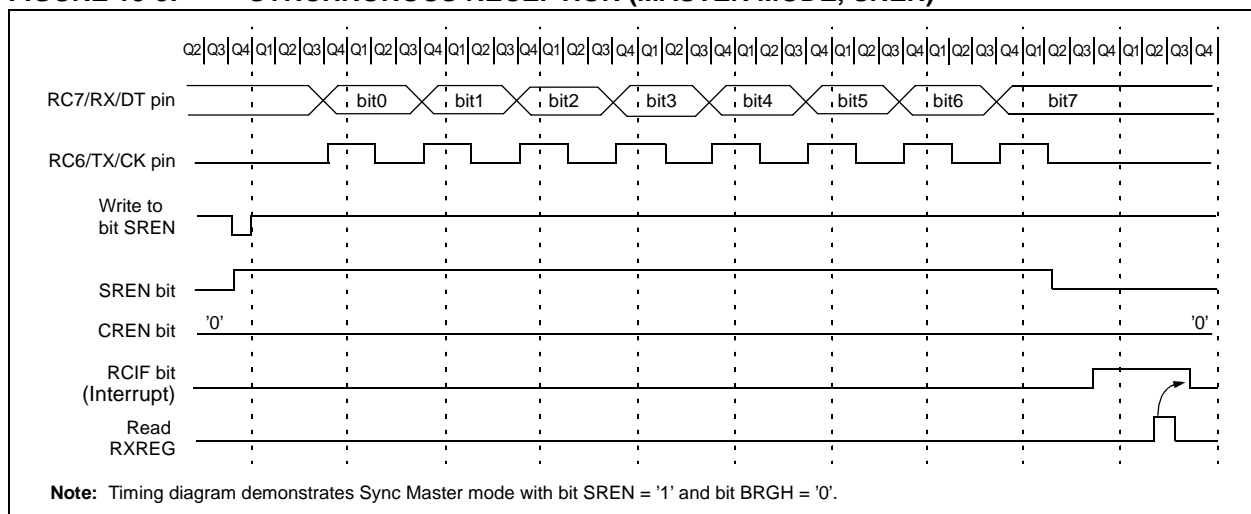 FIGURE SYNCHRONOUS RECEPTION (MASTER MODE, SREN)
Q2 Q3 Q4 Q1 Q2 Q3 Q4 Q1 Q2 Q3 Q4 Q1 Q2 Q3 Q4 Q1 Q2 Q3 Q4 Q1 Q2 Q3 Q4 Q1 Q2 Q3 Q4 Q1 Q2 Q3 Q4 Q1 Q2 Q3 Q4 Q1 Q2 Q3 Q4 Q1 Q2 Q3 Q4
RC7/RX/DT pin bit0 bit1 bit2 bit3 bit4 bit5 bit6 bit7
RC6/TX/CK pin
Write to
bit SREN
SREN bit
CREN bit '0' '0'
RCIF bit
(Interrupt)
Read
RXREG
Note: Timing diagram demonstrates Sync Master mode with bit SREN = '1' and bit BRGH = '0'.